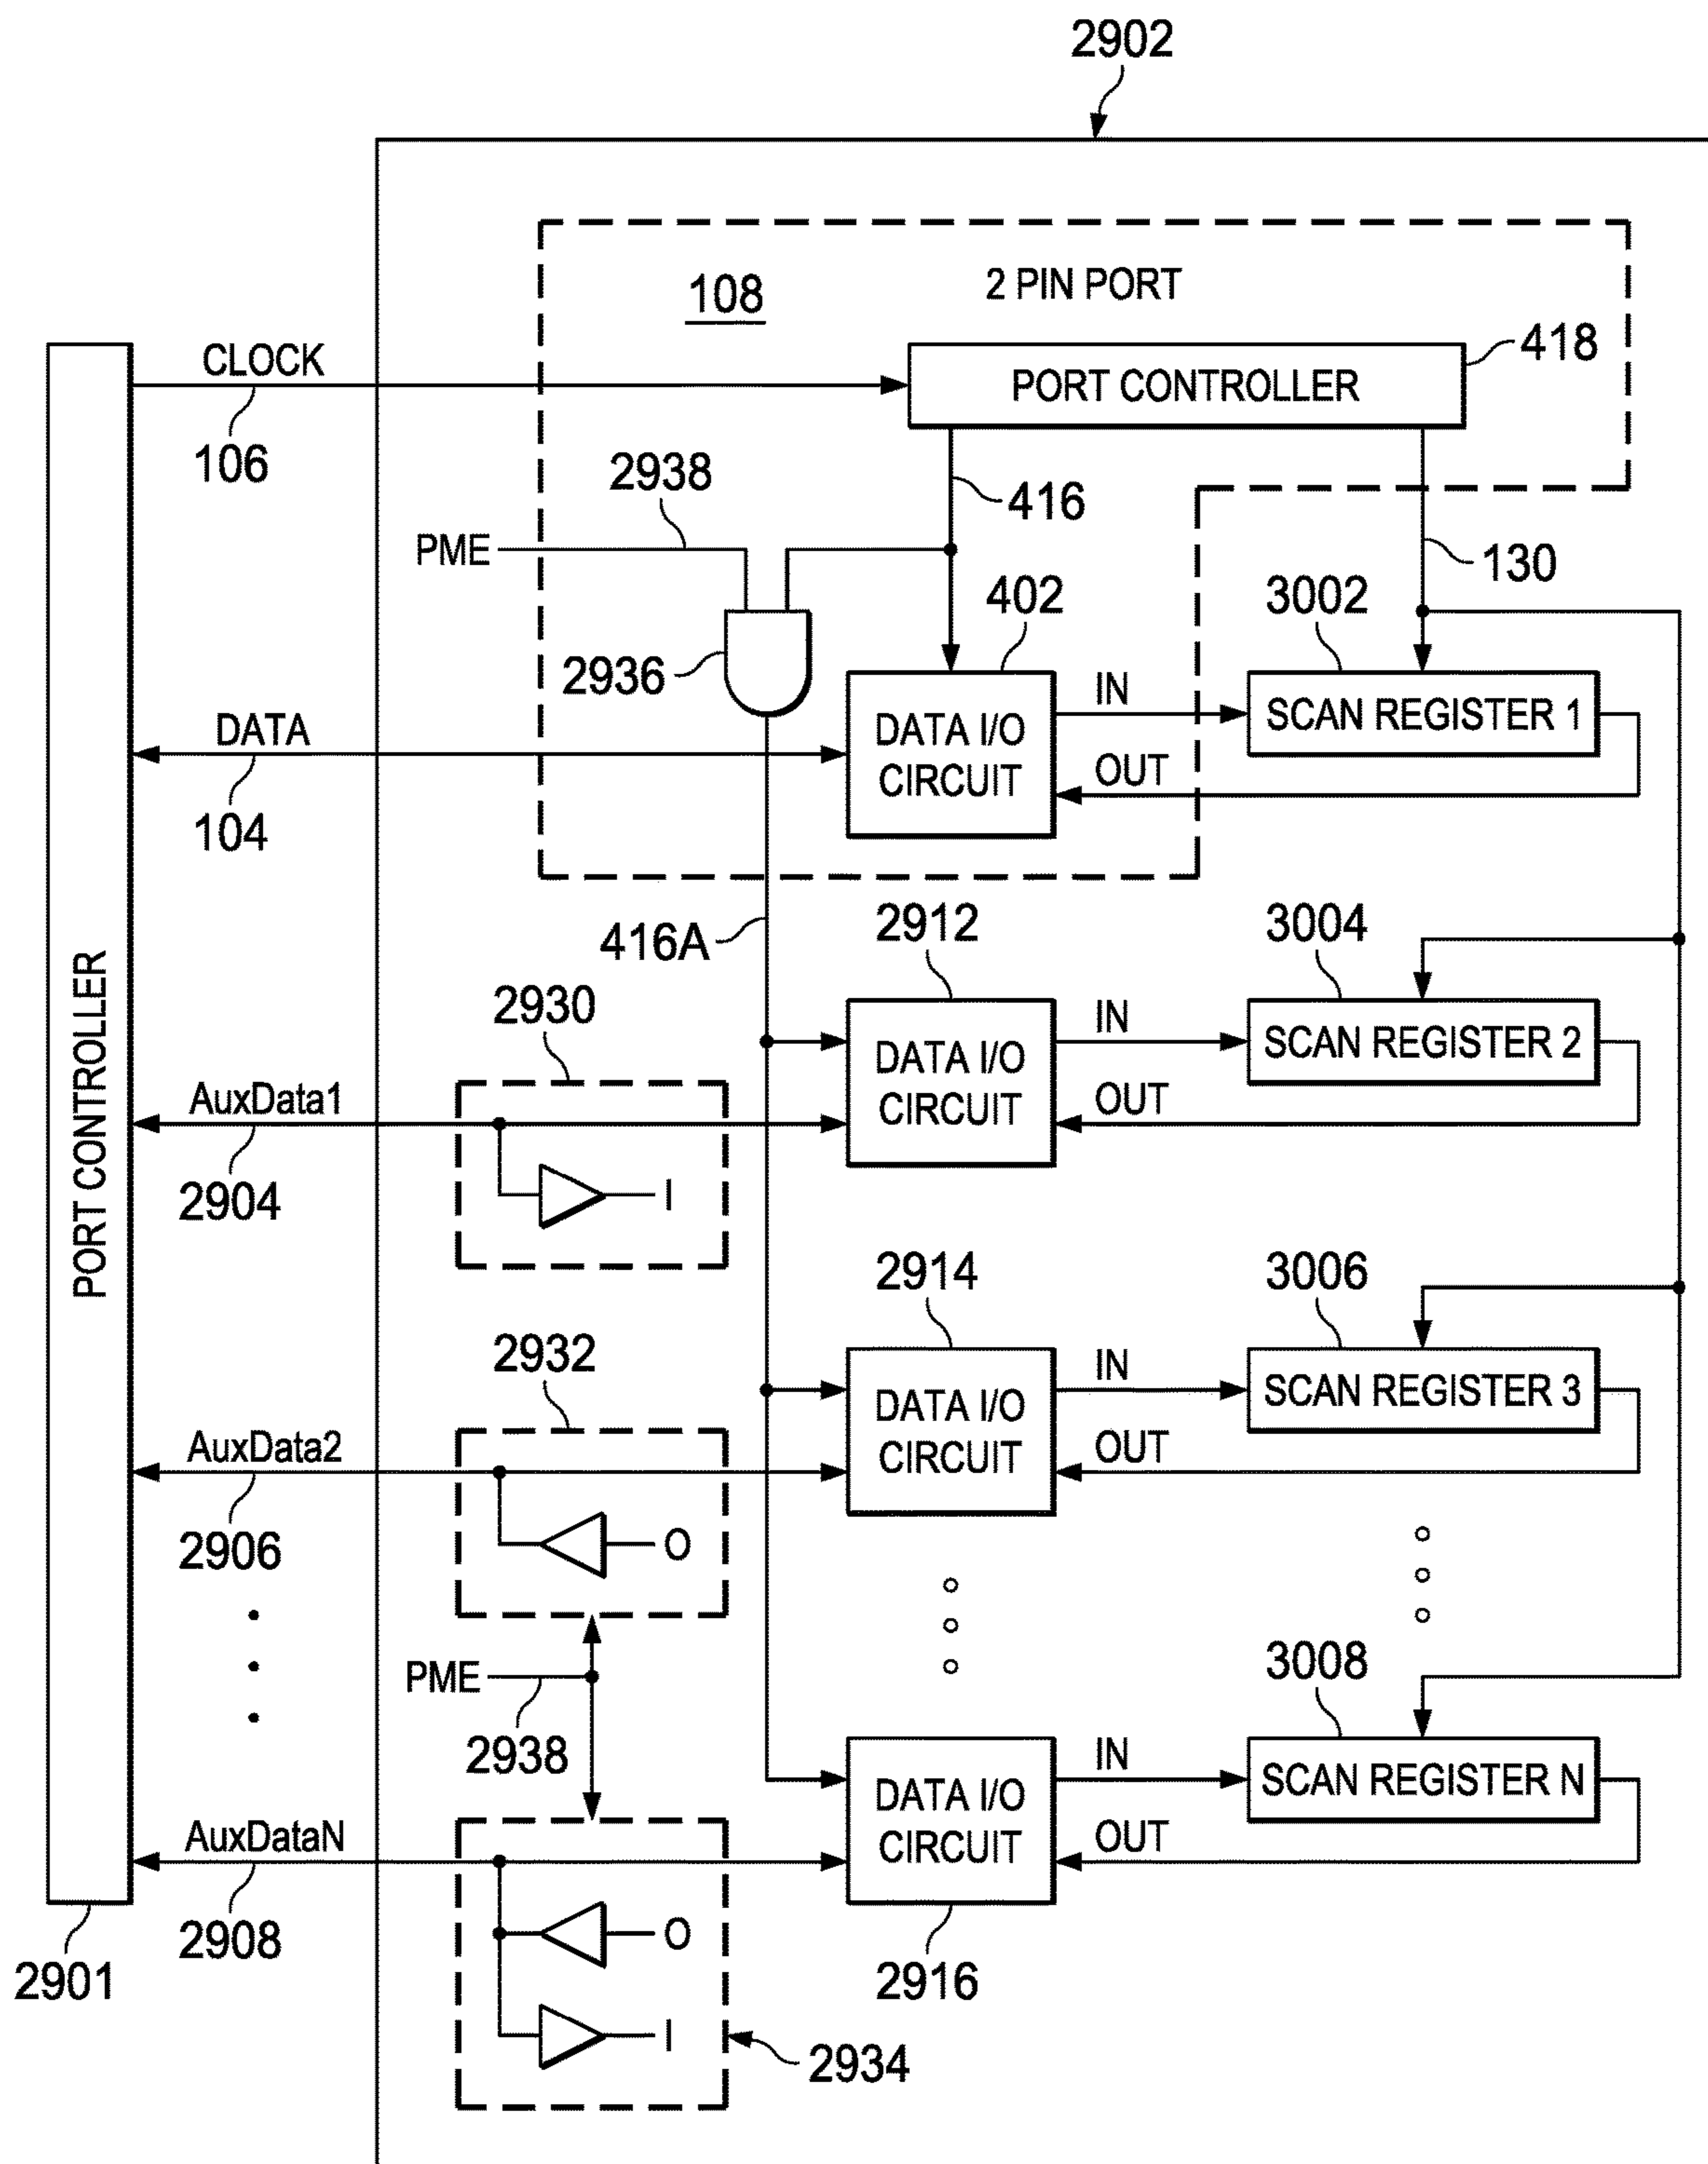 2902
108
2 PIN PORT
CLOCK
106
PORT CONTROLLER
418
2938
416
PME
130
402
3002
2936
DATA
104
DATA I/O
CIRCUIT
IN
OUT
SCAN REGISTER 1
416A
2912
3004
PORT CONTROLLER
2930
DATA I/O
CIRCUIT
IN
OUT
SCAN REGISTER 2
AuxData1
2904
I
2914
3006
2932
DATA I/O
CIRCUIT
IN
OUT
SCAN REGISTER 3
AuxData2
2906
O
PME
2938
3008
DATA I/O
CIRCUIT
IN
OUT
SCAN REGISTER N
AuxDataN
2908
2901
O
2916
I
2934